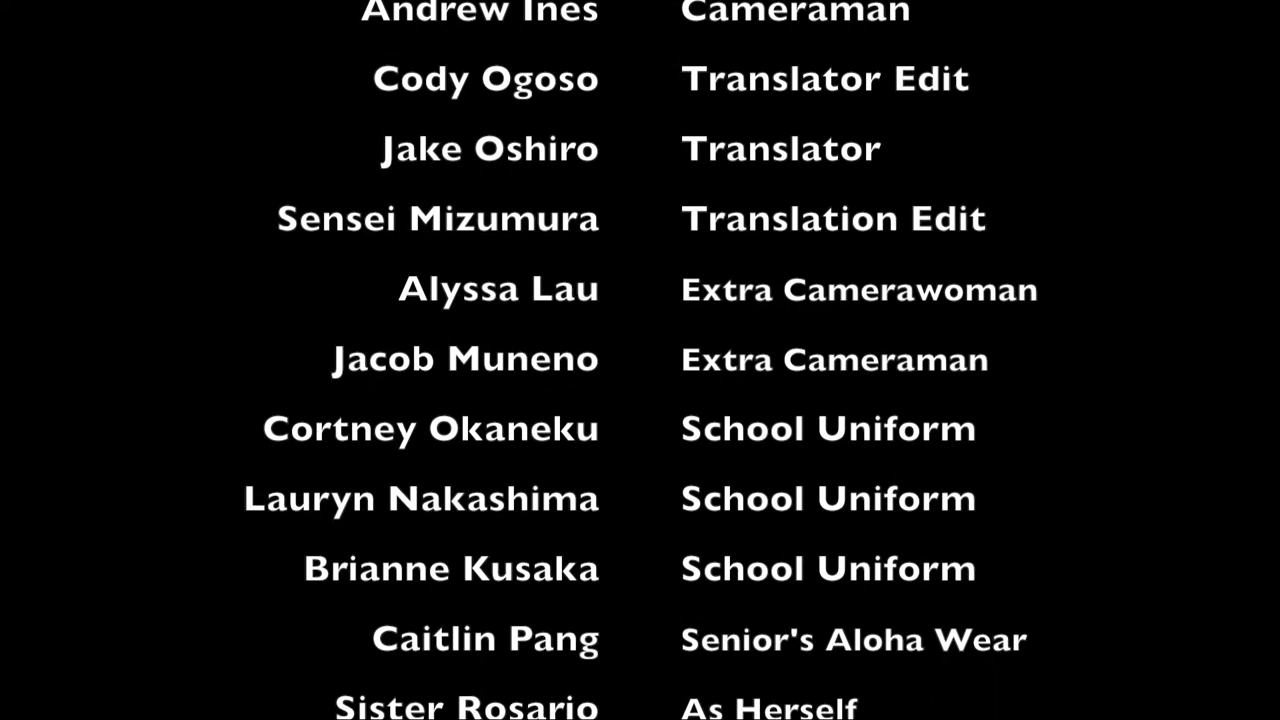 Andrew Ines Cameraman
Cody Ogoso Translator Edit
Jake Oshiro Translator
Sensei Mizumura Translation Edit
Alyssa Lau Extra Camerawoman
Jacob Muneno Extra Cameraman
Cortney Okaneku School Uniform
Lauryn Nakashima School Uniform
Brianne Kusaka School Uniform
Caitlin Pang Senior's Aloha Wear
Sister Rosario As Herself